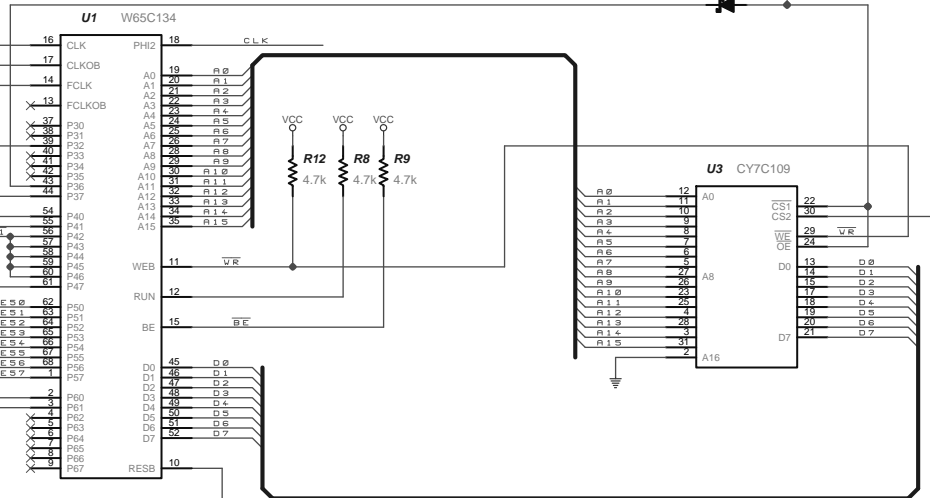 U1 W65C134
16 CLK PHI2 18 CLK
17 CLKOB
14 FCLK
13 FCLKOB
A0 19 A0
A1 20 A1
A2 21 A2
A3 22 A3
A4 23 A4
A5 24 A5
A6 25 A6
A7 26 A7
A8 28 A8
A9 29 A9
A10 30 A10
A11 31 A11
A12 32 A12
A13 33 A13
A14 34 A14
A15 35 A15
37 P30
38 P31
39 P32
40 P33
41 P34
42 P35
43 P36
44 P37
54 P40
55 P41
56 P42
57 P43
58 P44
59 P45
60 P46
61 P47
WEB 11 WR
RUN 12
BE 15 BE
E50 62 P50
E51 63 P51
E52 64 P52
E53 65 P53
E54 66 P54
E55 67 P55
E56 68 P56
E57 1 P57
2 P60
3 P61
4 P62
5 P63
6 P64
7 P65
8 P66
9 P67
D0 45 D0
D1 46 D1
D2 47 D2
D3 48 D3
D4 49 D4
D5 50 D5
D6 51 D6
D7 52 D7
RESB 10
VCC VCC VCC
R12 R8 R9
4.7k 4.7k 4.7k
U3 CY7C109
A0 12 A0
A1 11
A2 10
A3 9
A4 8
A5 7
A6 6
A7 5
A8 27 A8
A9 26
A10 23
A11 25
A12 4
A13 28
A14 3
A15 31
2 A16
CS1 22
CS2 30
WE 29 WR
OE 24
D0 13 D0
14 D1
15 D2
17 D3
18 D4
19 D5
20 D6
D7 21 D7